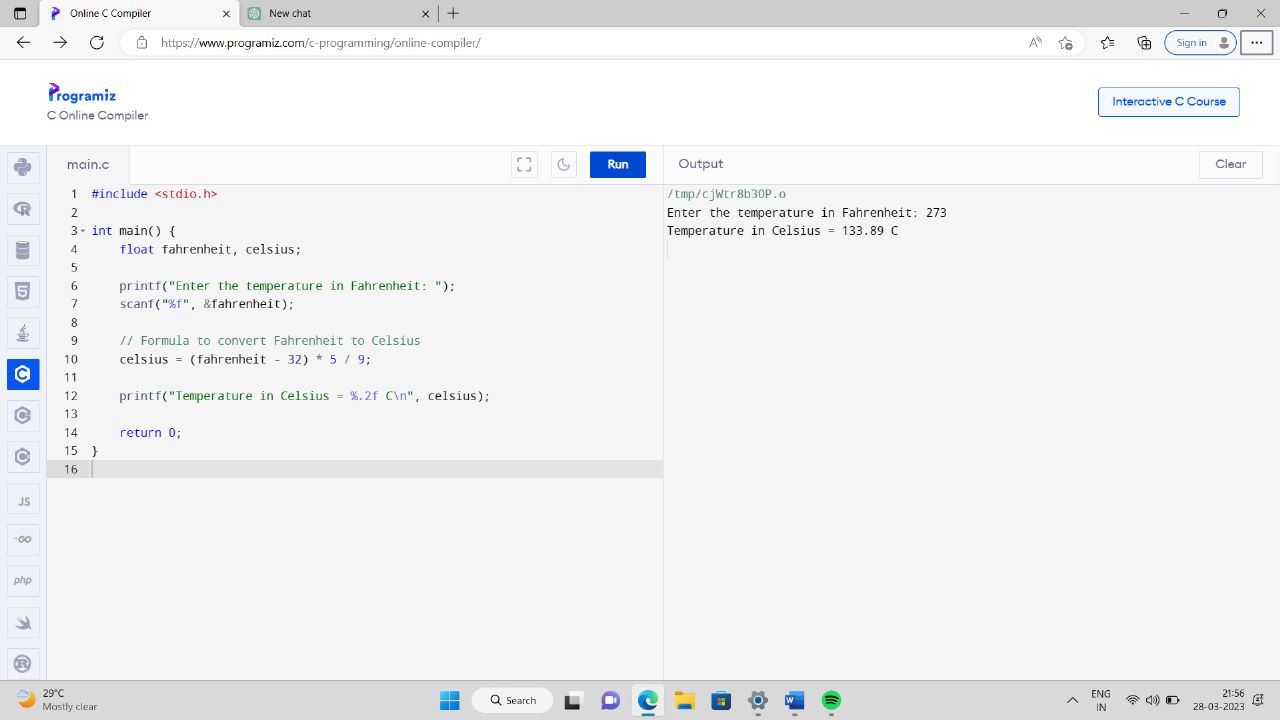 Online C Compiler
New chat
https://www.programiz.com/c-programming/online-compiler/
Sign in
Programiz
C Online Compiler
Interactive C Course
main.c
Run
Output
Clear
1 #include <stdio.h>
2
3 int main() {
4 float fahrenheit, celsius;
5
6 printf("Enter the temperature in Fahrenheit: ");
7 scanf("%f", &fahrenheit);
8
9 // Formula to convert Fahrenheit to Celsius
10 celsius = (fahrenheit - 32) * 5 / 9;
11
12 printf("Temperature in Celsius = %.2f C\n", celsius);
13
14 return 0;
15 }
16
/tmp/cjWtr8b3OP.o
Enter the temperature in Fahrenheit: 273
Temperature in Celsius = 133.89 C
JS
GO
php
29°C
Mostly clear
Search
ENG
IN
21:56
28-03-2023